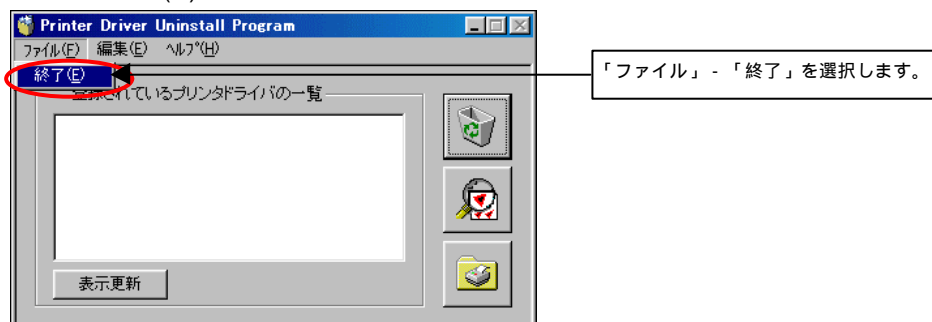 Printer Driver Uninstall Program
ファイル(F) 編集(E) ヘルプ(H)
終了(E)
登録されているプリンタドライバの一覧
表示更新
「ファイル」-「終了」を選択します。